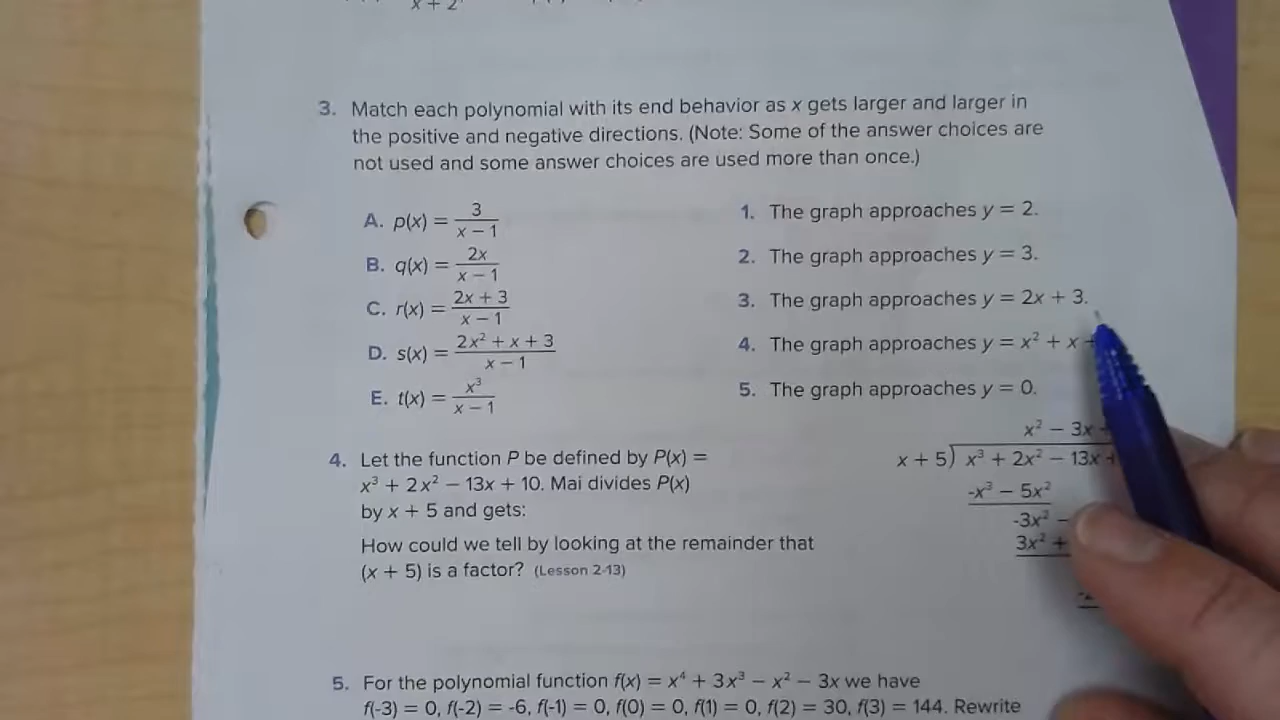 x + 2
3. Match each polynomial with its end behavior as x gets larger and larger in
the positive and negative directions. (Note: Some of the answer choices are
not used and some answer choices are used more than once.)
A. p(x) = 3/(x − 1)
B. q(x) = 2x/(x − 1)
C. r(x) = (2x + 3)/(x − 1)
D. s(x) = (2x² + x + 3)/(x − 1)
E. t(x) = x³/(x − 1)
1. The graph approaches y = 2.
2. The graph approaches y = 3.
3. The graph approaches y = 2x + 3.
4. The graph approaches y = x² + x +
5. The graph approaches y = 0.
4. Let the function P be defined by P(x) =
x³ + 2x² − 13x + 10. Mai divides P(x)
by x + 5 and gets:
How could we tell by looking at the remainder that
(x + 5) is a factor? (Lesson 2-13)
x² − 3x
x + 5) x³ + 2x² − 13x +
-x³ − 5x²
-3x² −
3x² +
5. For the polynomial function f(x) = x⁴ + 3x³ − x² − 3x we have
f(-3) = 0, f(-2) = -6, f(-1) = 0, f(0) = 0, f(1) = 0, f(2) = 30, f(3) = 144. Rewrite